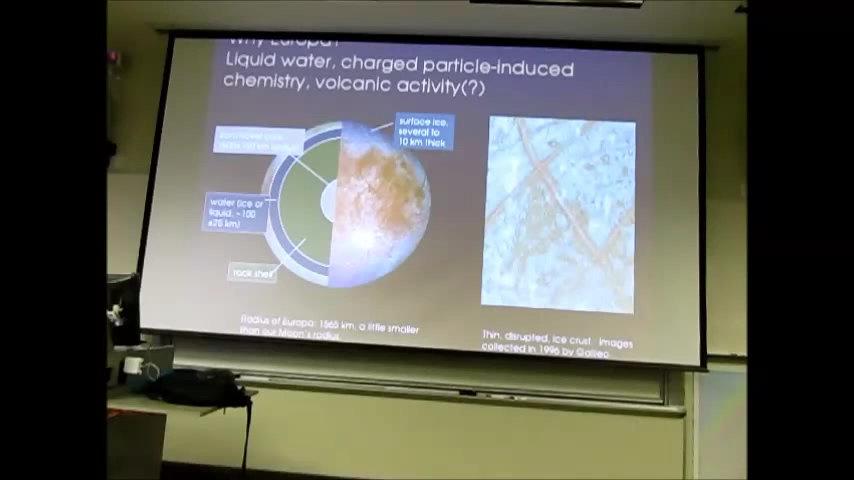 Why Europa?
Liquid water, charged particle-induced
chemistry, volcanic activity(?)
surface ice,
several to
10 km thick
water (ice or
liquid, ~100
±25 km)
rock shell
Radius of Europa: 1565 km, a little smaller
than our Moon's radius
Thin, disrupted, ice crust. Images
collected in 1996 by Galileo